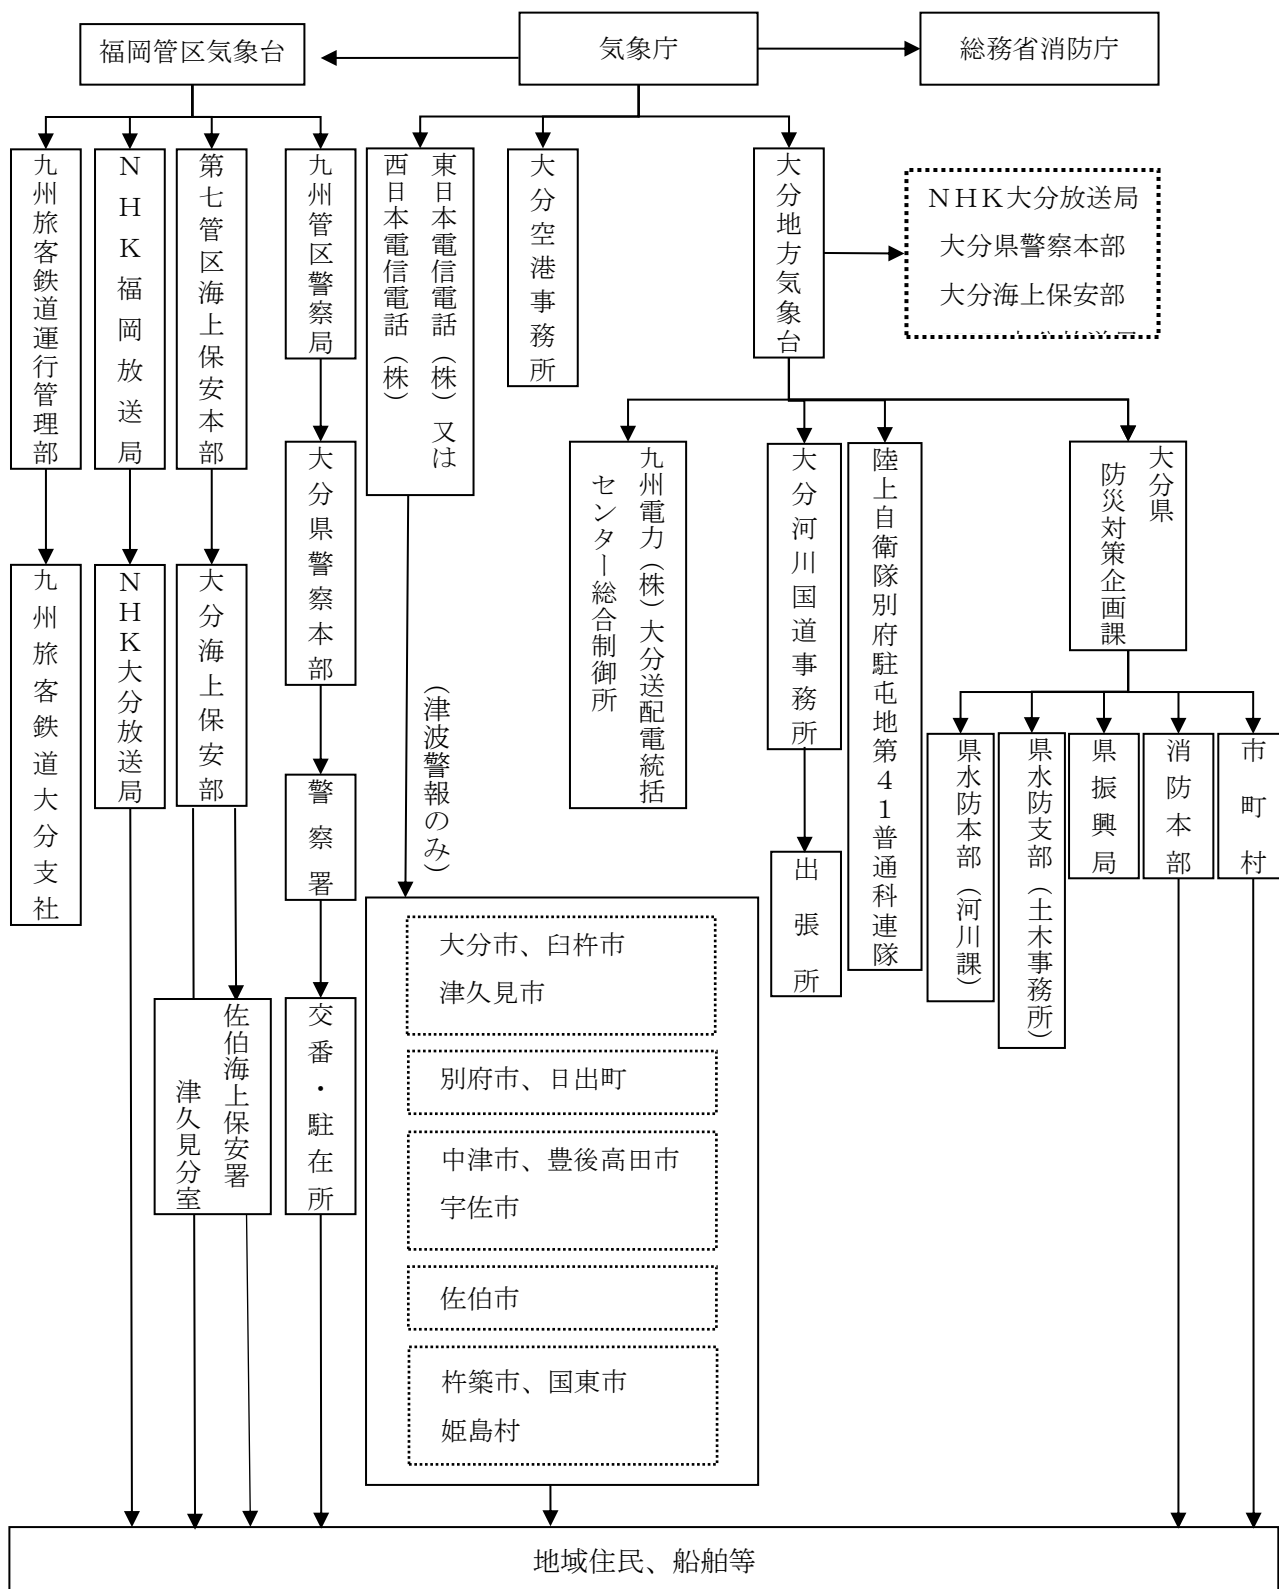 福岡管区気象台
気象庁
総務省消防庁
九州旅客鉄道運行管理部
ＮＨＫ福岡放送局
第七管区海上保安本部
九州管区警察局
東日本電信電話（株）又は
西日本電信電話（株）
大分空港事務所
大分地方気象台
ＮＨＫ大分放送局
大分県警察本部
大分海上保安部
九州旅客鉄道大分支社
ＮＨＫ大分放送局
大分海上保安部
大分県警察本部
警察署
交番・駐在所
佐伯海上保安署
津久見分室
（津波警報のみ）
九州電力（株）大分送配電統括
センター総合制御所
大分河川国道事務所
出張所
陸上自衛隊別府駐屯地第４１普通科連隊
大分県
防災対策企画課
県水防本部（河川課）
県水防支部（土木事務所）
県振興局
消防本部
市町村
大分市、臼杵市
津久見市
別府市、日出町
中津市、豊後高田市
宇佐市
佐伯市
杵築市、国東市
姫島村
地域住民、船舶等